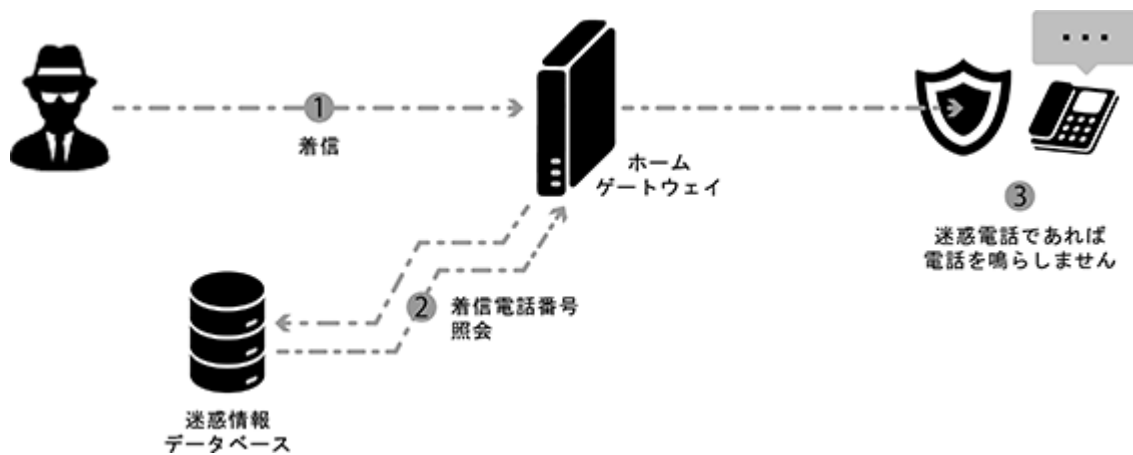 ・・・
1
着信
ホーム
ゲートウェイ
3
迷惑電話であれば
電話を鳴らしません
2
着信電話番号
照会
迷惑情報
データベース